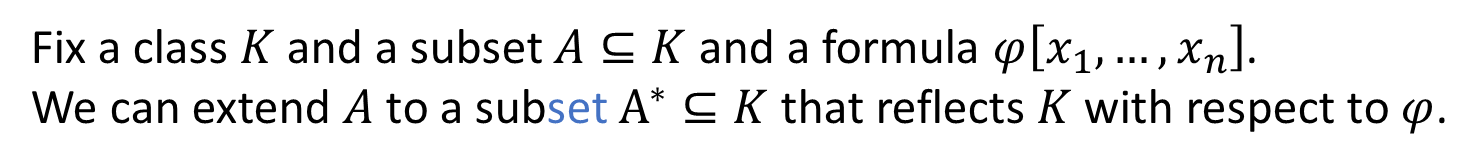 Fix a class 𝐾 and a subset 𝐴 ⊆ 𝐾 and a formula 𝜑[𝑥₁, … , 𝑥ₙ].
We can extend 𝐴 to a subset A* ⊆ 𝐾 that reflects 𝐾 with respect to 𝜑.